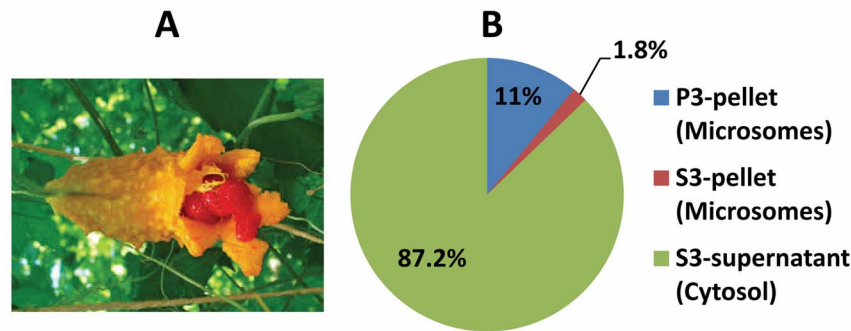 A
B
1.8%
11%
87.2%
P3-pellet
(Microsomes)
S3-pellet
(Microsomes)
S3-supernatant
(Cytosol)